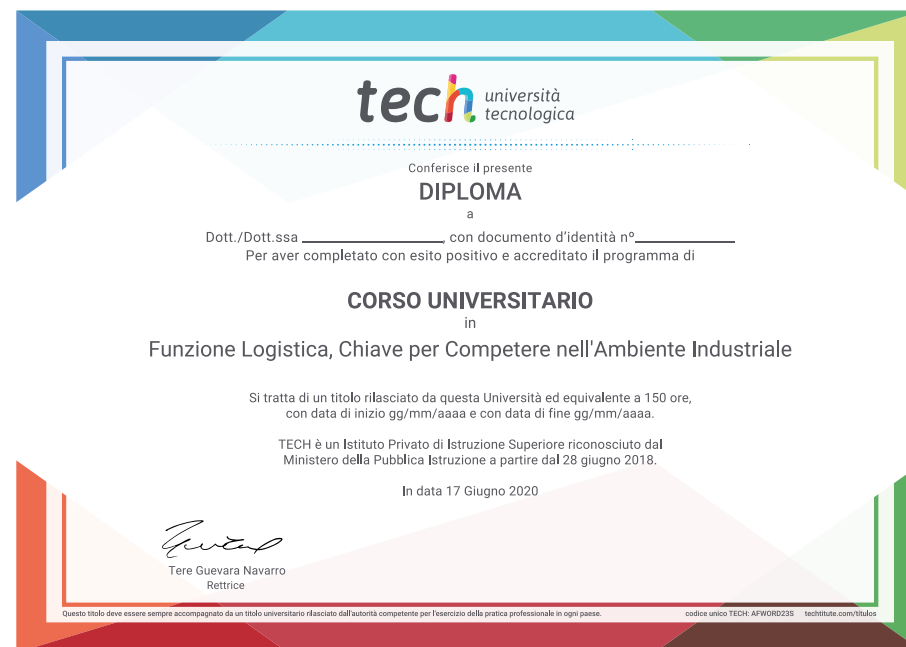 tech università
tecnologica
Conferisce il presente
DIPLOMA
a
Dott./Dott.ssa ____________________, con documento d'identità nº______________
Per aver completato con esito positivo e accreditato il programma di
CORSO UNIVERSITARIO
in
Funzione Logistica, Chiave per Competere nell'Ambiente Industriale
Si tratta di un titolo rilasciato da questa Università ed equivalente a 150 ore,
con data di inizio gg/mm/aaaa e con data di fine gg/mm/aaaa.
TECH è un Istituto Privato di Istruzione Superiore riconosciuto dal
Ministero della Pubblica Istruzione a partire dal 28 giugno 2018.
In data 17 Giugno 2020
Tere Guevara Navarro
Rettrice
Questo titolo deve essere sempre accompagnato da un titolo universitario rilasciato dall'autorità competente per l'esercizio della pratica professionale in ogni paese. codice unico TECH: AFWORD23S techtitute.com/titulos